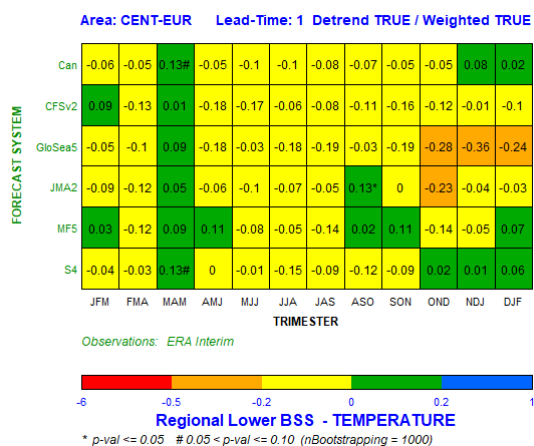 Area: CENT-EUR Lead-Time: 1 Detrend TRUE / Weighted TRUE
FORECAST SYSTEM
Can -0.06 -0.05 0.13# -0.05 -0.1 -0.1 -0.08 -0.07 -0.05 -0.05 0.08 0.02
CFSv2 0.09 -0.13 0.01 -0.18 -0.17 -0.06 -0.08 -0.11 -0.16 -0.12 -0.01 -0.1
GloSea5 -0.05 -0.1 0.09 -0.18 -0.03 -0.18 -0.19 -0.03 -0.19 -0.28 -0.36 -0.24
JMA2 -0.09 -0.12 0.05 -0.06 -0.1 -0.07 -0.05 0.13* 0 -0.23 -0.04 -0.03
MF5 0.03 -0.12 0.09 0.11 -0.08 -0.05 -0.14 0.02 0.11 -0.14 -0.05 0.07
S4 -0.04 -0.03 0.13# 0 -0.01 -0.15 -0.09 -0.12 -0.09 0.02 0.01 0.06
JFM FMA MAM AMJ MJJ JJA JAS ASO SON OND NDJ DJF
TRIMESTER
Observations: ERA Interim
-6 -0.5 -0.2 0 0.2 1
Regional Lower BSS - TEMPERATURE
* p-val <= 0.05 # 0.05 < p-val <= 0.10 (nBootstrapping = 1000)